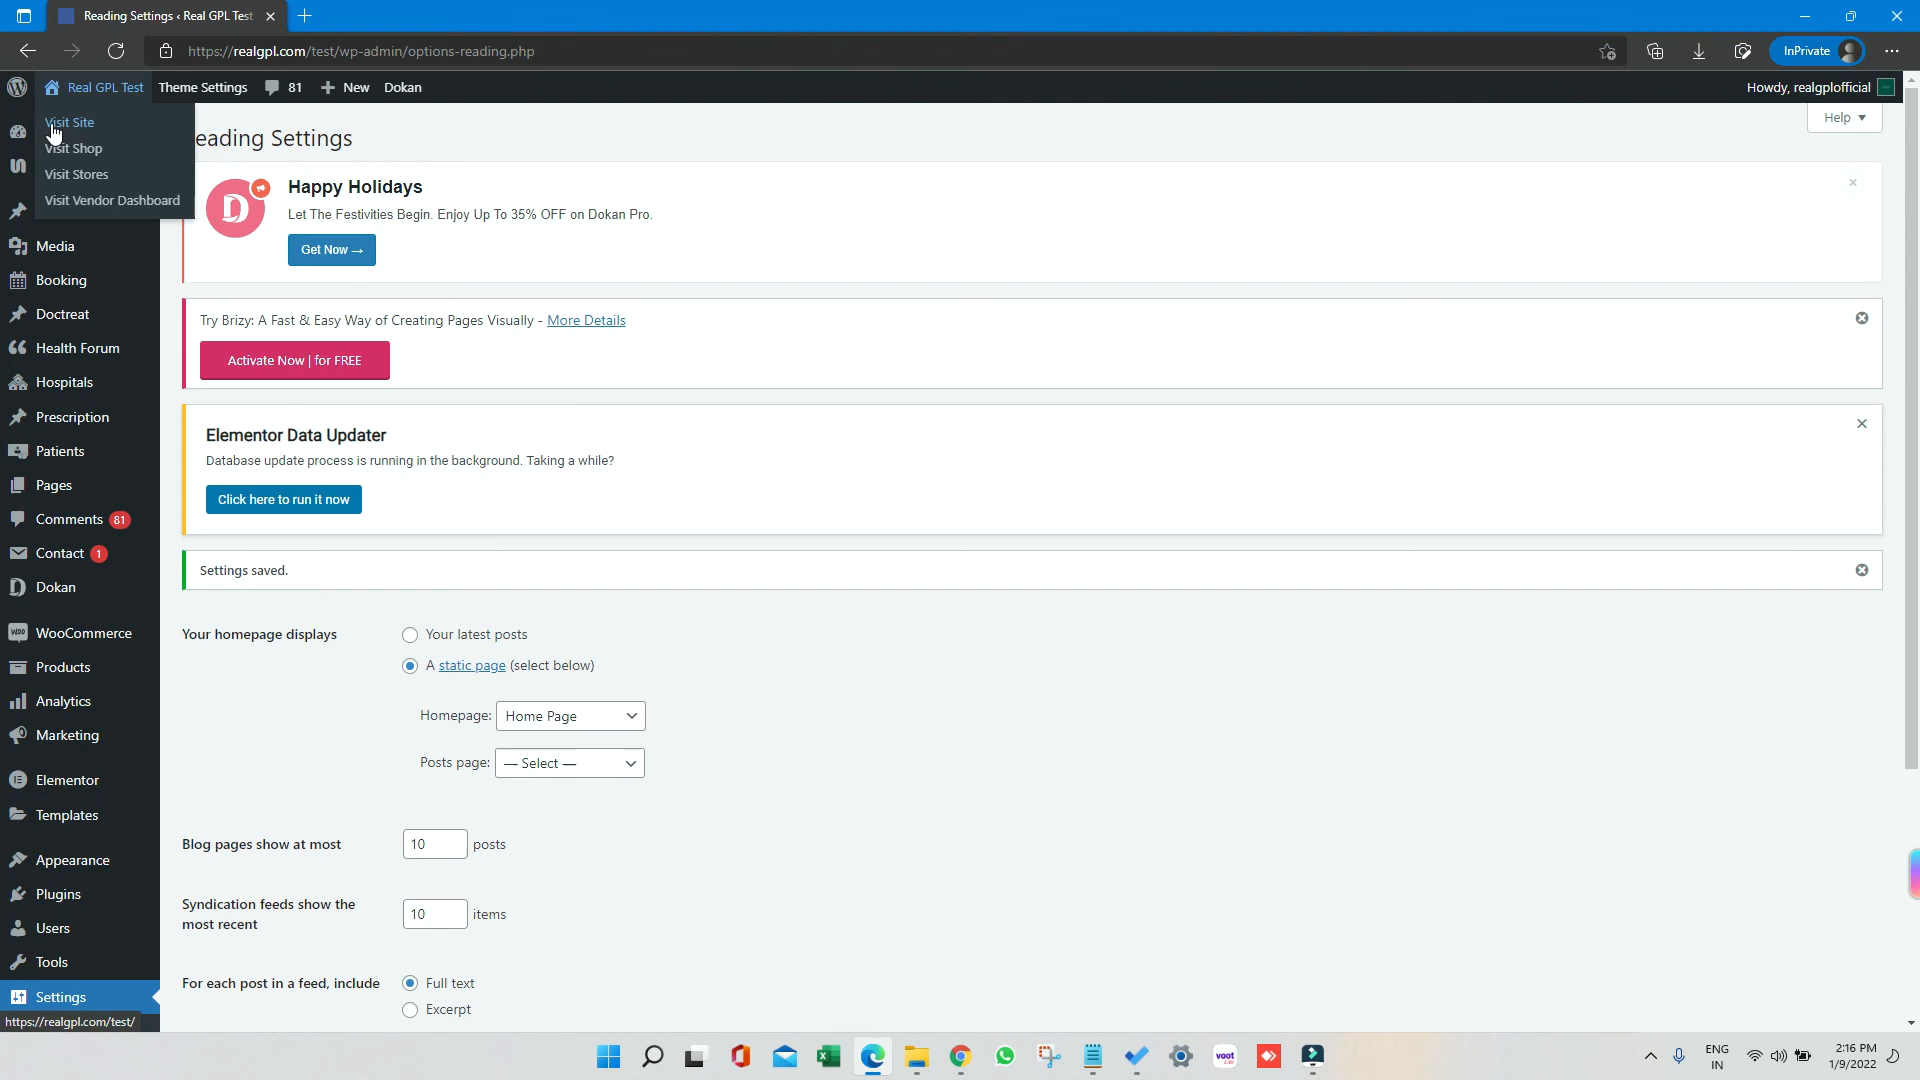 Reading Settings ‹ Real GPL Test
https://realgpl.com/test/wp-admin/options-reading.php
InPrivate
Real GPL Test
Theme Settings
81
New
Dokan
Howdy, realgplofficial
Visit Site
Visit Shop
Visit Stores
Visit Vendor Dashboard
Help
eading Settings
Happy Holidays
Let The Festivities Begin. Enjoy Up To 35% OFF on Dokan Pro.
Get Now →
Try Brizy: A Fast & Easy Way of Creating Pages Visually - More Details
Activate Now | for FREE
Elementor Data Updater
Database update process is running in the background. Taking a while?
Click here to run it now
Settings saved.
Media
Booking
Doctreat
Health Forum
Hospitals
Prescription
Patients
Pages
Comments 81
Contact 1
Dokan
WooCommerce
Products
Analytics
Marketing
Elementor
Templates
Appearance
Plugins
Users
Tools
Settings
https://realgpl.com/test/
Your homepage displays
Your latest posts
A static page (select below)
Homepage: Home Page
Posts page: — Select —
Blog pages show at most 10 posts
Syndication feeds show the
most recent
10 items
For each post in a feed, include
Full text
Excerpt
voot
ENG
IN
2:16 PM
1/9/2022